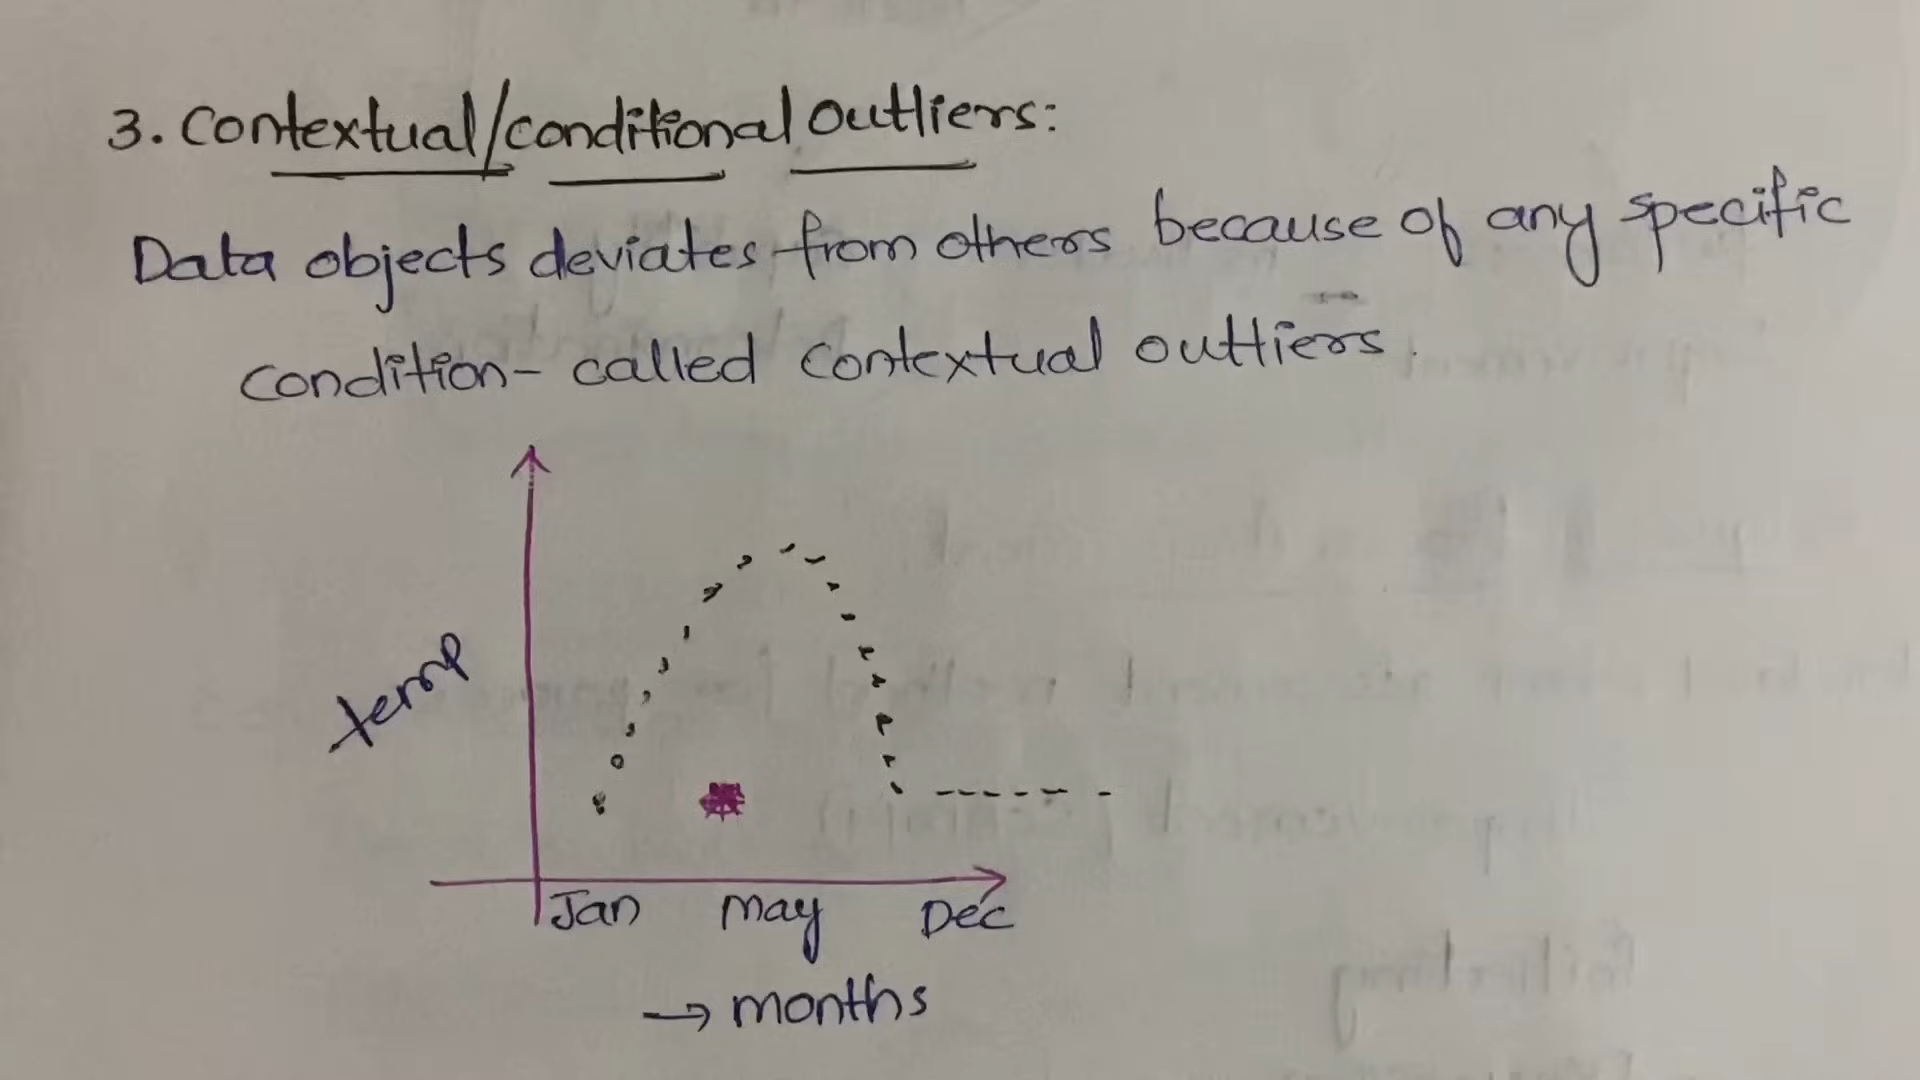 3. Contextual/conditional Outliers:
Data objects deviates from others because of any specific
condition - called contextual outliers.
temp
Jan May Dec
→ months